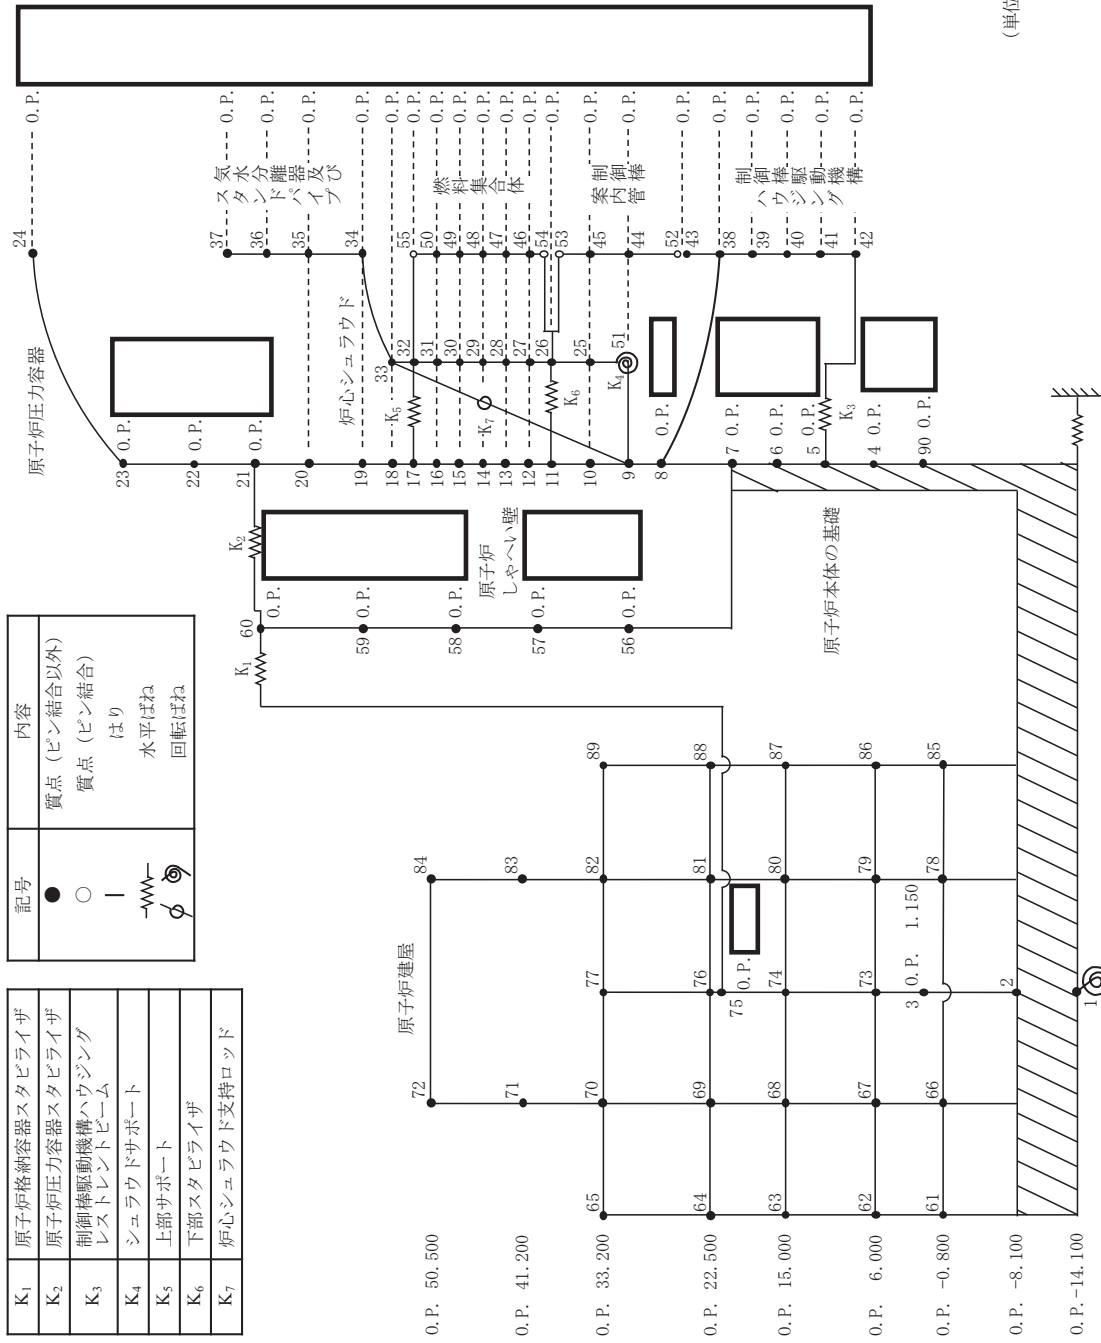 K₁ 原子炉格納容器スタビライザ
K₂ 原子炉圧力容器スタビライザ
K₃ 制御棒駆動機構ハウジング
レストレントビーム
K₄ シュラウドサポート
K₅ 上部サポート
K₆ 下部スタビライザ
K₇ 炉心シュラウド支持ロッド
記号 内容
● 質点（ピン結合以外）
○ 質点（ピン結合）
はり
水平ばね
回転ばね
原子炉建屋
O.P. 50.500
O.P. 41.200
O.P. 33.200
O.P. 22.500
O.P. 15.000
O.P. 6.000
O.P. -0.800
O.P. -8.100
O.P. -14.100
72 84
71 83
65 70 77 82 89
64 69 76 81 88
75 O.P.
63 68 74 80 87
62 67 73 79 86
3 O.P. 1.150
61 66 78 85
2
1
K₁
60 O.P.
59 O.P.
58 O.P.
57 O.P.
56 O.P.
原子炉
しゃへい壁
K₂
原子炉本体の基礎
原子炉圧力容器
23 O.P.
22 O.P.
21 O.P.
20
19
18
17
16
15
14
13
12
11
10
9
8 O.P.
7 O.P.
6 O.P.
5 O.P.
4 O.P.
90 O.P.
炉心シュラウド
33
32
31
30
29
28
27
26
25
51
K₅
K₇
K₆
K₄
K₃
24 O.P.
37 O.P.
36 O.P.
35 O.P.
34 O.P.
O.P.
55 O.P.
50 O.P.
49 O.P.
48 O.P.
47 O.P.
46 O.P.
54 O.P.
53
45 O.P.
44 O.P.
52 O.P.
43
38 O.P.
39 O.P.
40 O.P.
41 O.P.
42 O.P.
気水分離器及び
スタンドパイプ
燃料集合体
制御棒
案内管
制御棒駆動機構
ハウジング
(単位